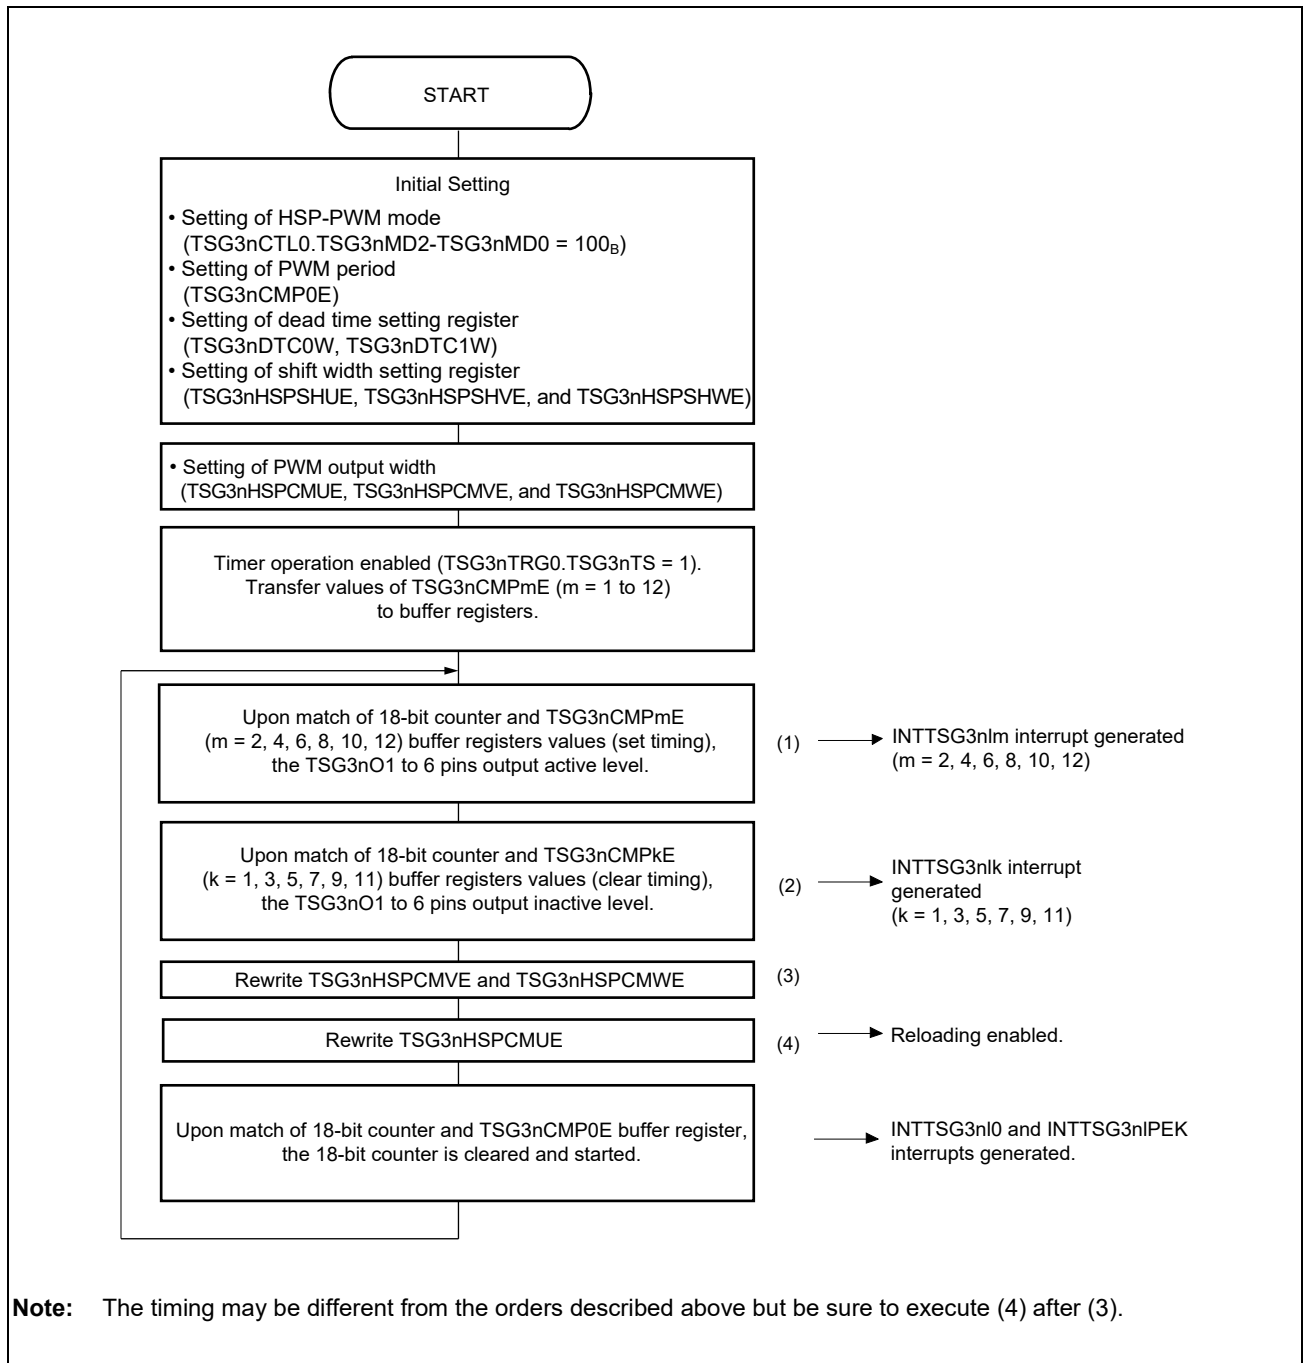 START
Initial Setting
• Setting of HSP-PWM mode
(TSG3nCTL0.TSG3nMD2-TSG3nMD0 = 100B)
• Setting of PWM period
(TSG3nCMP0E)
• Setting of dead time setting register
(TSG3nDTC0W, TSG3nDTC1W)
• Setting of shift width setting register
(TSG3nHSPSHUE, TSG3nHSPSHVE, and TSG3nHSPSHWE)
• Setting of PWM output width
(TSG3nHSPCMUE, TSG3nHSPCMVE, and TSG3nHSPCMWE)
Timer operation enabled (TSG3nTRG0.TSG3nTS = 1).
Transfer values of TSG3nCMPmE (m = 1 to 12)
to buffer registers.
Upon match of 18-bit counter and TSG3nCMPmE
(m = 2, 4, 6, 8, 10, 12) buffer registers values (set timing),
the TSG3nO1 to 6 pins output active level.
(1)
INTTSG3nIm interrupt generated
(m = 2, 4, 6, 8, 10, 12)
Upon match of 18-bit counter and TSG3nCMPkE
(k = 1, 3, 5, 7, 9, 11) buffer registers values (clear timing),
the TSG3nO1 to 6 pins output inactive level.
(2)
INTTSG3nIk interrupt
generated
(k = 1, 3, 5, 7, 9, 11)
Rewrite TSG3nHSPCMVE and TSG3nHSPCMWE
(3)
Rewrite TSG3nHSPCMUE
(4)
Reloading enabled.
Upon match of 18-bit counter and TSG3nCMP0E buffer register,
the 18-bit counter is cleared and started.
INTTSG3nI0 and INTTSG3nIPEK
interrupts generated.
Note: The timing may be different from the orders described above but be sure to execute (4) after (3).